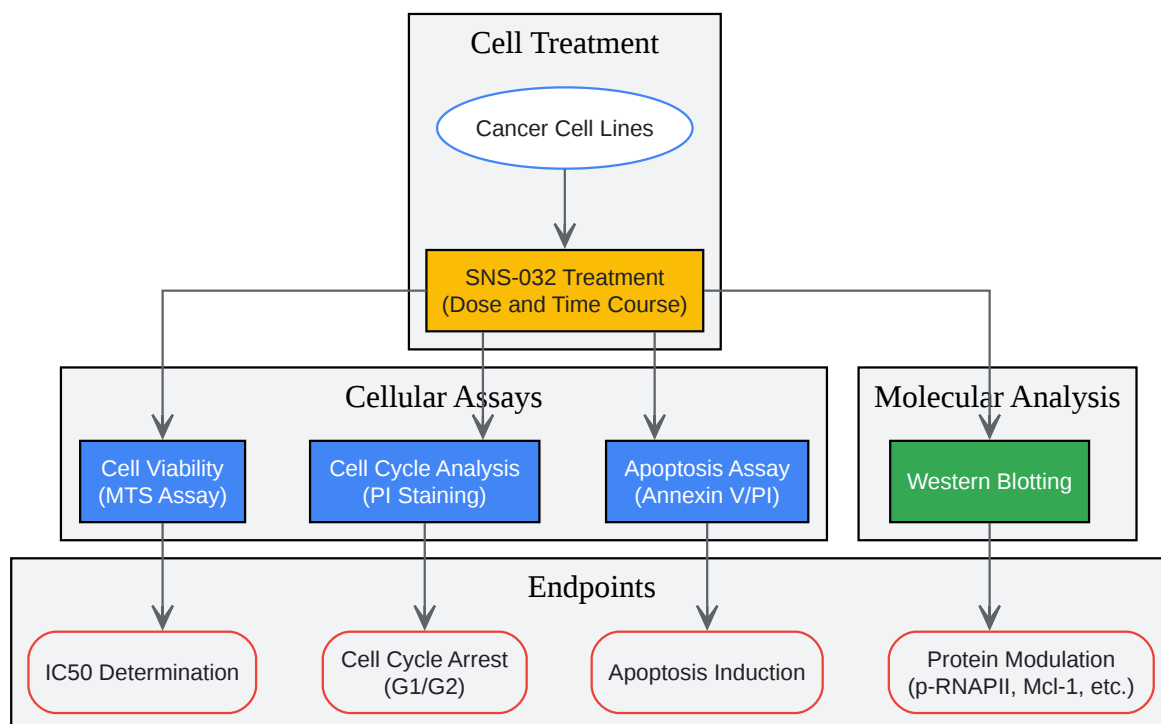 Cell Treatment
Cancer Cell Lines
SNS-032 Treatment
(Dose and Time Course)
Cellular Assays
Molecular Analysis
Cell Viability
(MTS Assay)
Cell Cycle Analysis
(PI Staining)
Apoptosis Assay
(Annexin V/PI)
Western Blotting
Endpoints
IC50 Determination
Cell Cycle Arrest
(G1/G2)
Apoptosis Induction
Protein Modulation
(p-RNAPII, Mcl-1, etc.)